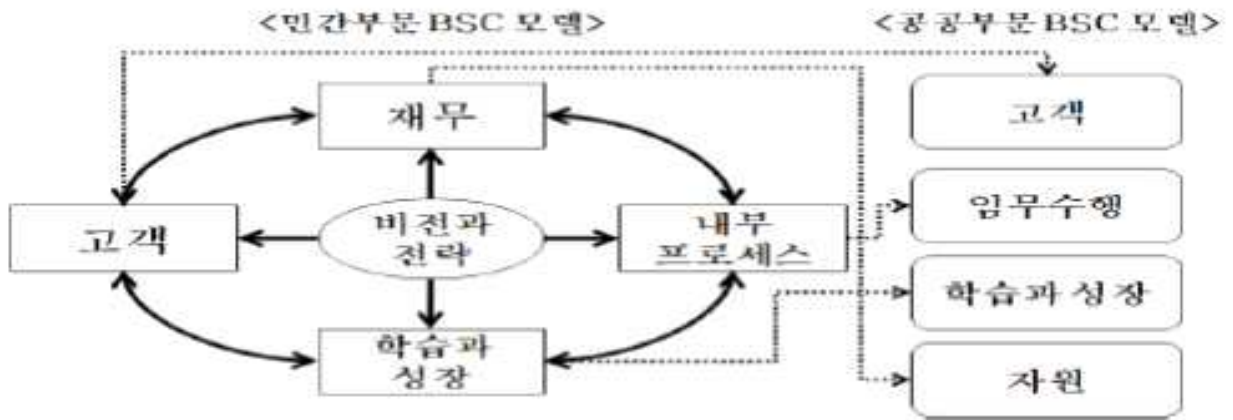 <민간부문 BSC 모델>
<공공부문 BSC 모델>
재무
고객
비전과
전략
내부
프로세스
학습과
성장
고객
임무수행
학습과 성장
자원